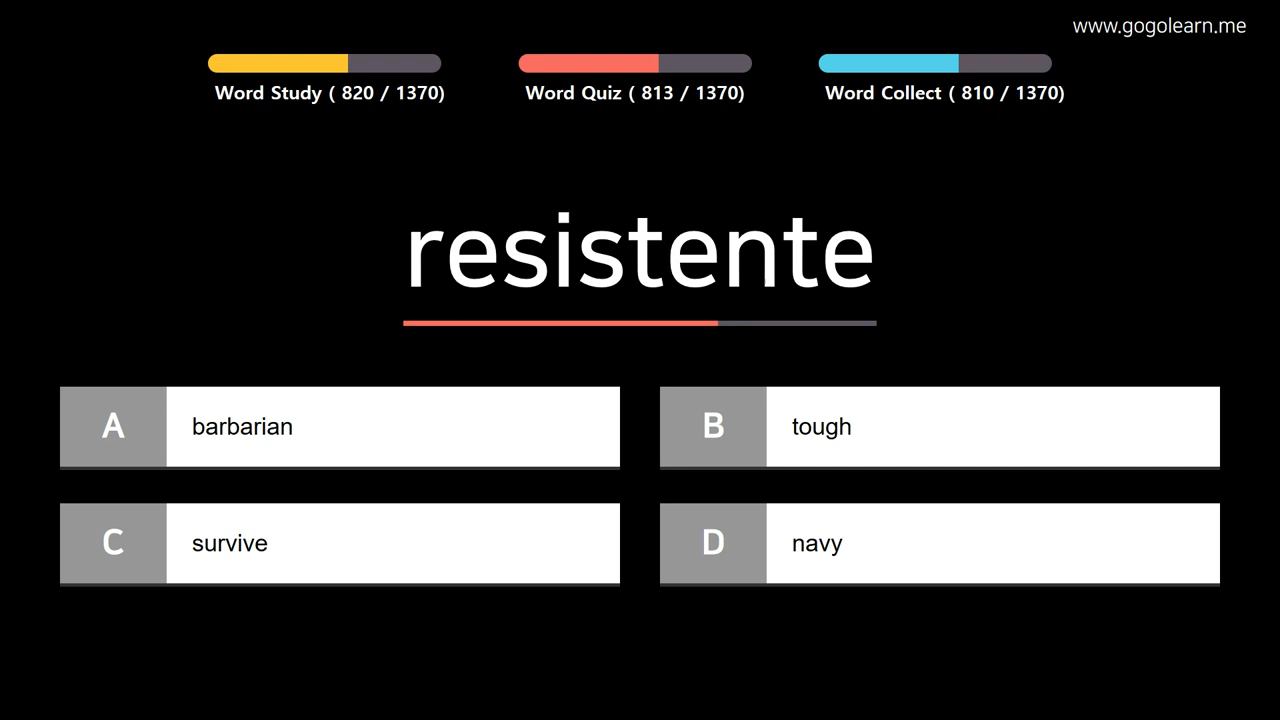 www.gogolearn.me
Word Study ( 820 / 1370)
Word Quiz ( 813 / 1370)
Word Collect ( 810 / 1370)
resistente
A barbarian
B tough
C survive
D navy